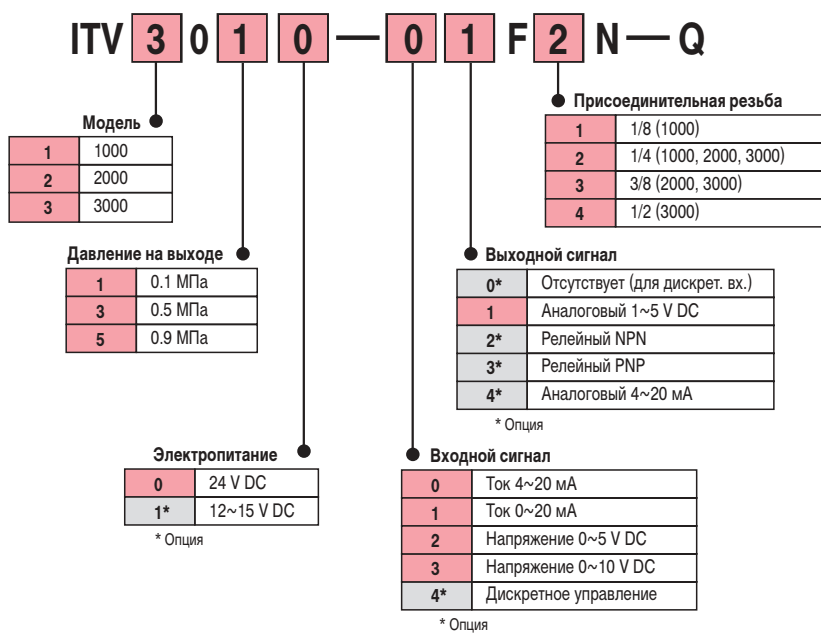 ITV 3 0 1 0 — 0 1 F 2 N — Q
Модель
1 1000
2 2000
3 3000
Присоединительная резьба
1 1/8 (1000)
2 1/4 (1000, 2000, 3000)
3 3/8 (2000, 3000)
4 1/2 (3000)
Давление на выходе
1 0.1 МПа
3 0.5 МПа
5 0.9 МПа
Выходной сигнал
0* Отсутствует (для дискрет. вх.)
1 Аналоговый 1~5 V DC
2* Релейный NPN
3* Релейный PNP
4* Аналоговый 4~20 мА
* Опция
Электропитание
0 24 V DC
1* 12~15 V DC
* Опция
Входной сигнал
0 Ток 4~20 мА
1 Ток 0~20 мА
2 Напряжение 0~5 V DC
3 Напряжение 0~10 V DC
4* Дискретное управление
* Опция